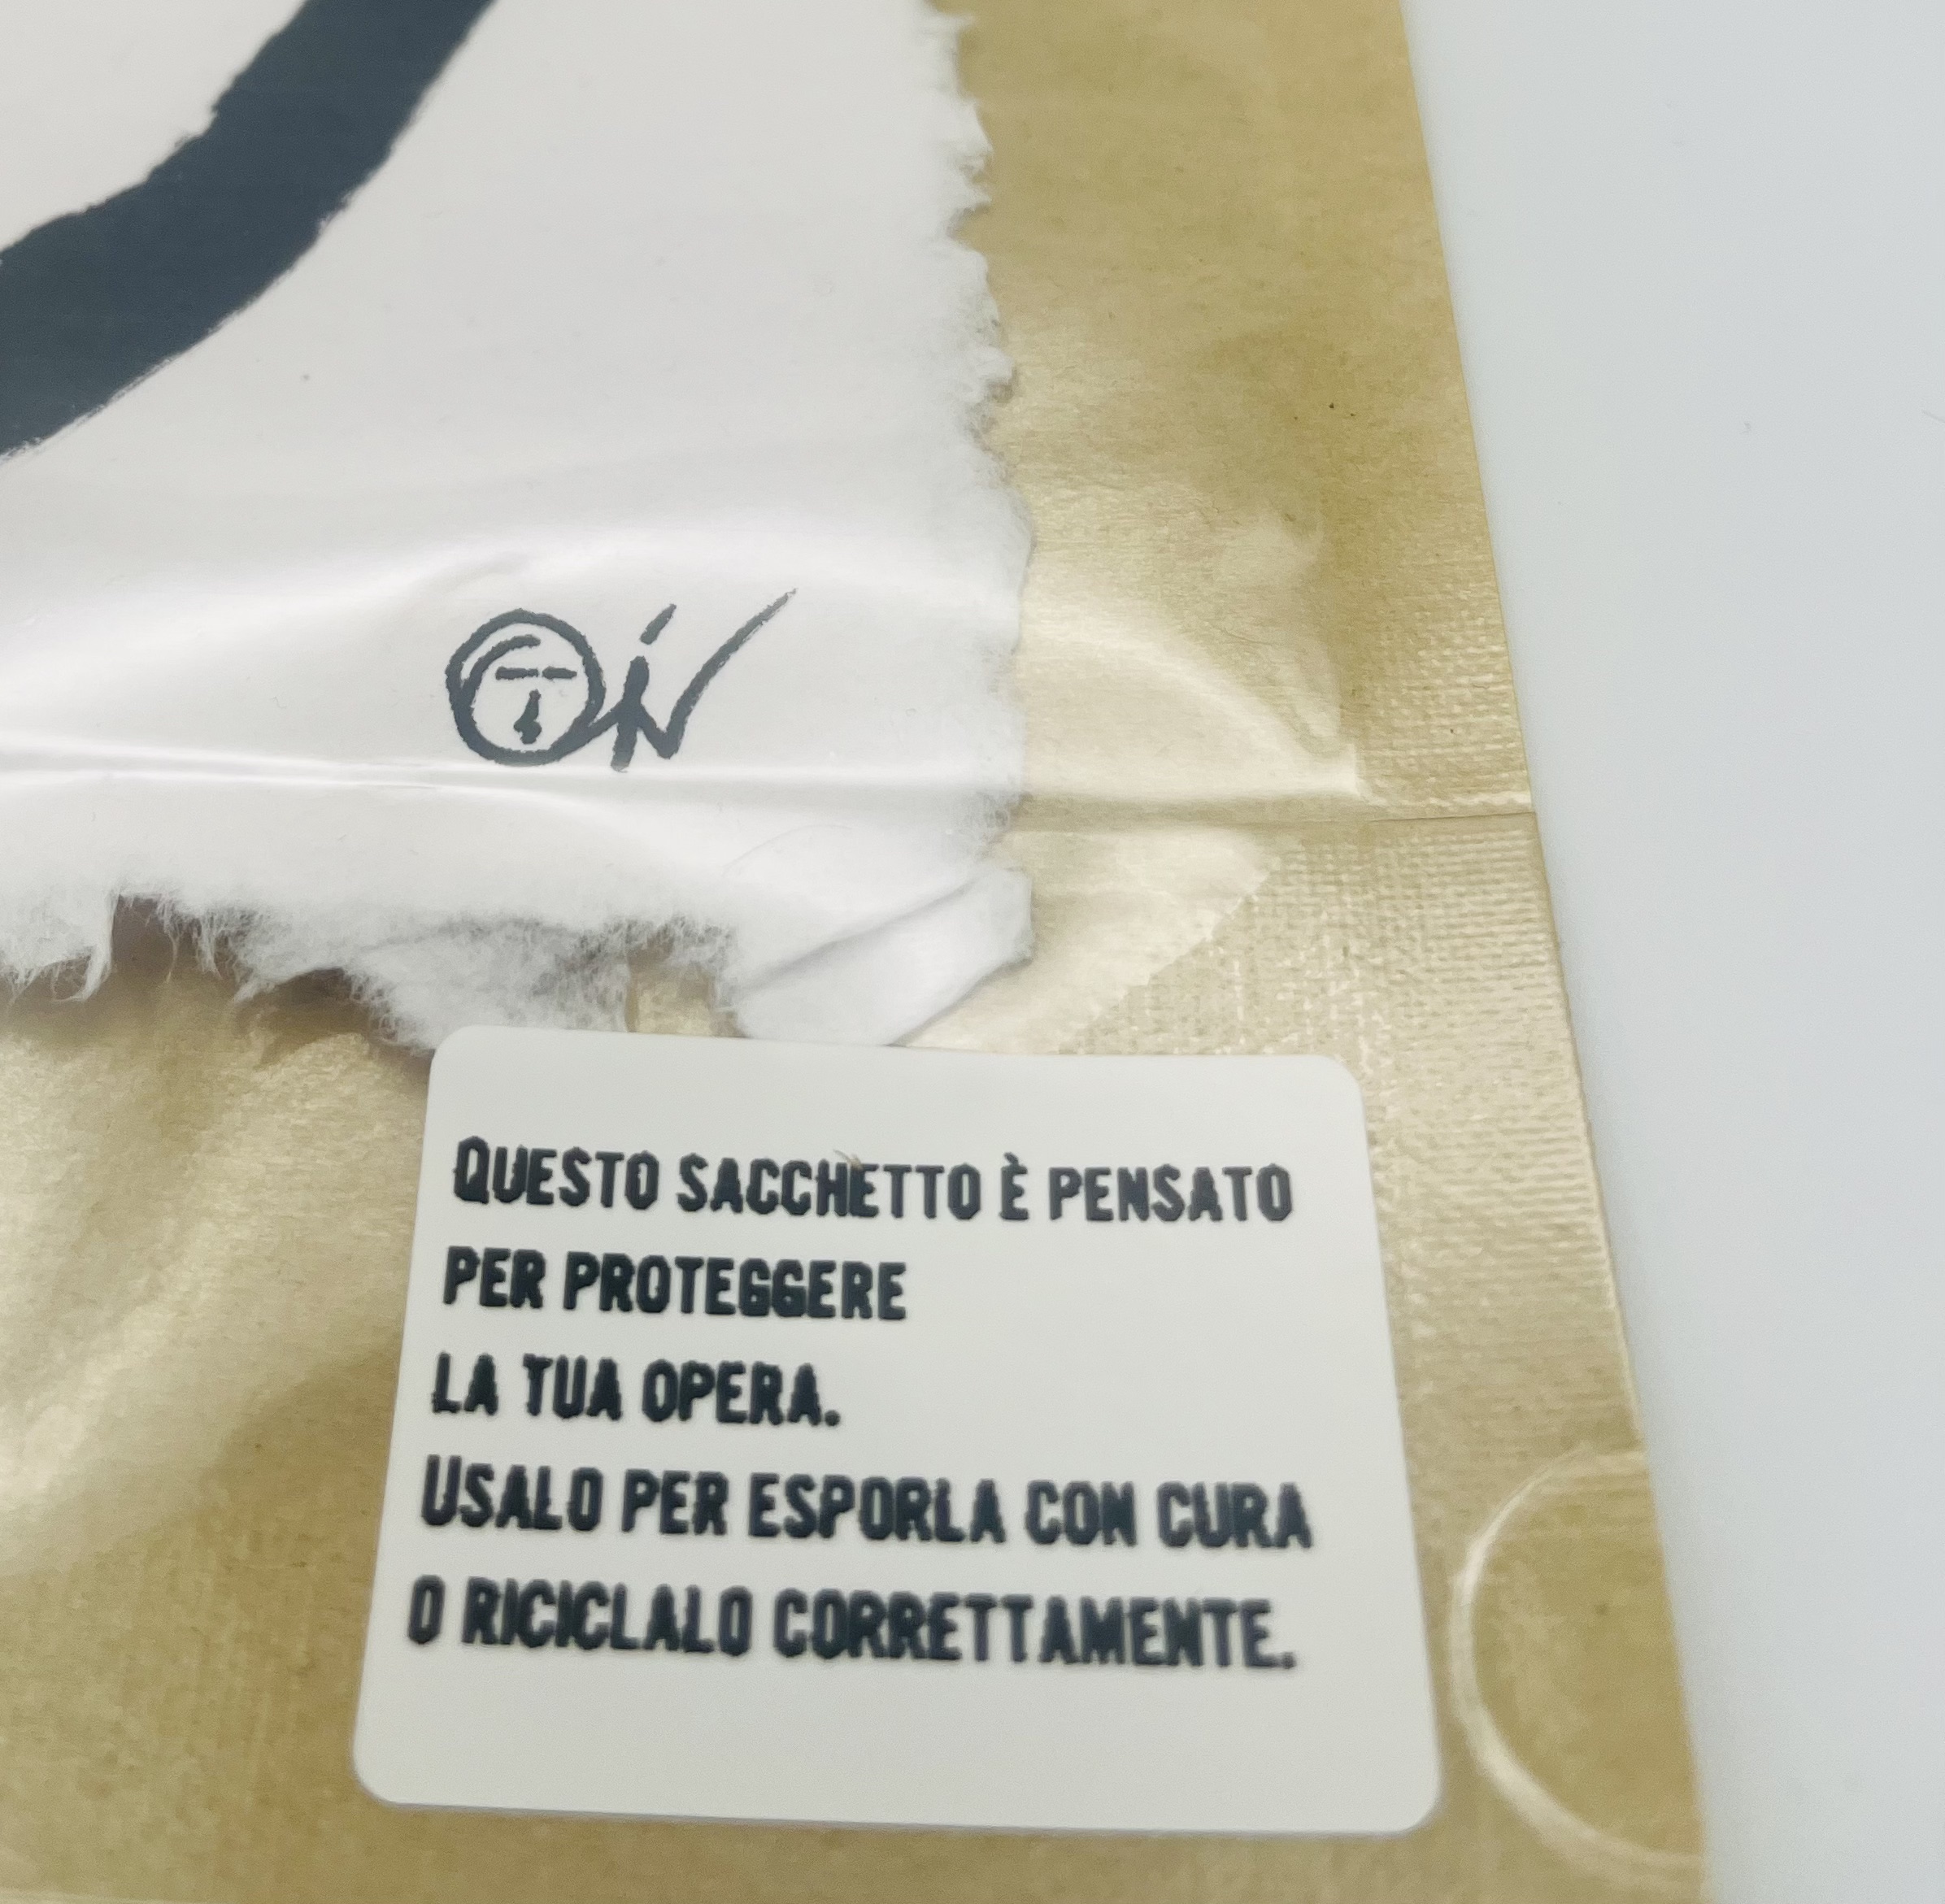 Questo sacchetto è pensato
per proteggere
la tua opera.
Usalo per esporla con cura
o riciclalo correttamente.